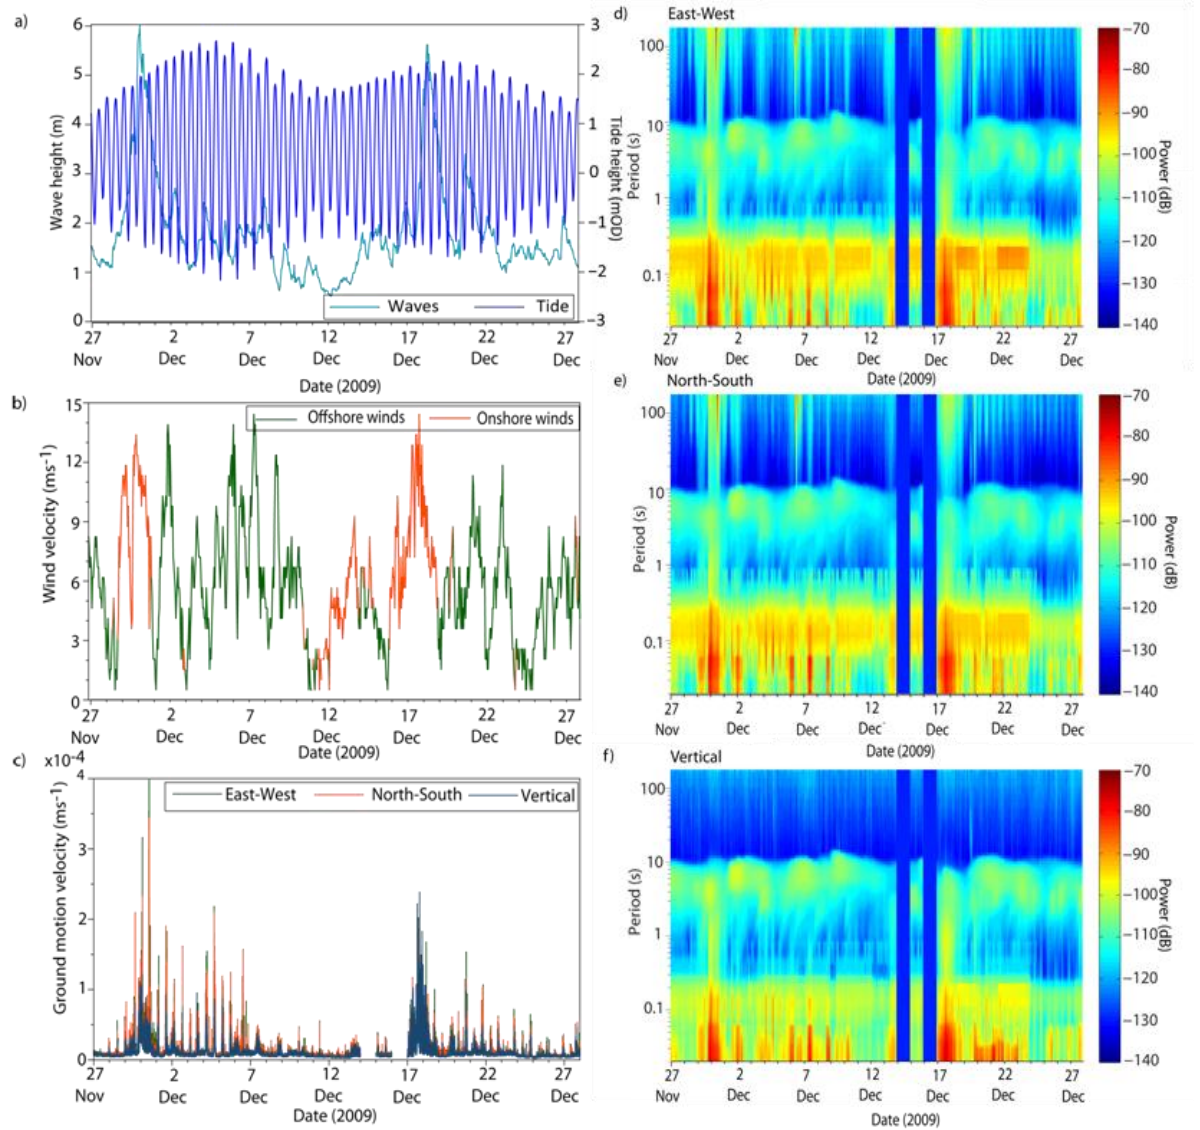 a)
6
5
4
3
2
1
0
Wave height (m)
3
2
1
0
−1
−2
−3
Tide height (mOD)
Waves
Tide
27 2 7 12 17 22 27
Nov Dec Dec Dec Dec Dec Dec
Date (2009)
b)
15
12
9
6
3
0
Wind velocity (ms-1)
Offshore winds
Onshore winds
27 2 7 12 17 22 27
Nov Dec Dec Dec Dec Dec Dec
Date (2009)
c)
x10-4
4
3
2
1
0
Ground motion velocity (ms-1)
East-West
North-South
Vertical
27 2 7 12 17 22 27
Nov Dec Dec Dec Dec Dec Dec
Date (2009)
d)
East-West
100
10
1
0.1
Period (s)
27 2 7 12 17 22 27
Nov Dec Dec Dec Dec Dec Dec
Date (2009)
−70
−80
−90
−100
−110
−120
−130
−140
Power (dB)
e)
North-South
100
10
1
0.1
Period (s)
27 2 7 12 17 22 27
Nov Dec Dec Dec Dec Dec Dec
Date (2009)
−70
−80
−90
−100
−110
−120
−130
−140
Power (dB)
f)
Vertical
100
10
1
0.1
Period (s)
27 2 7 12 17 22 27
Nov Dec Dec Dec Dec Dec Dec
Date (2009)
−70
−80
−90
−100
−110
−120
−130
−140
Power (dB)